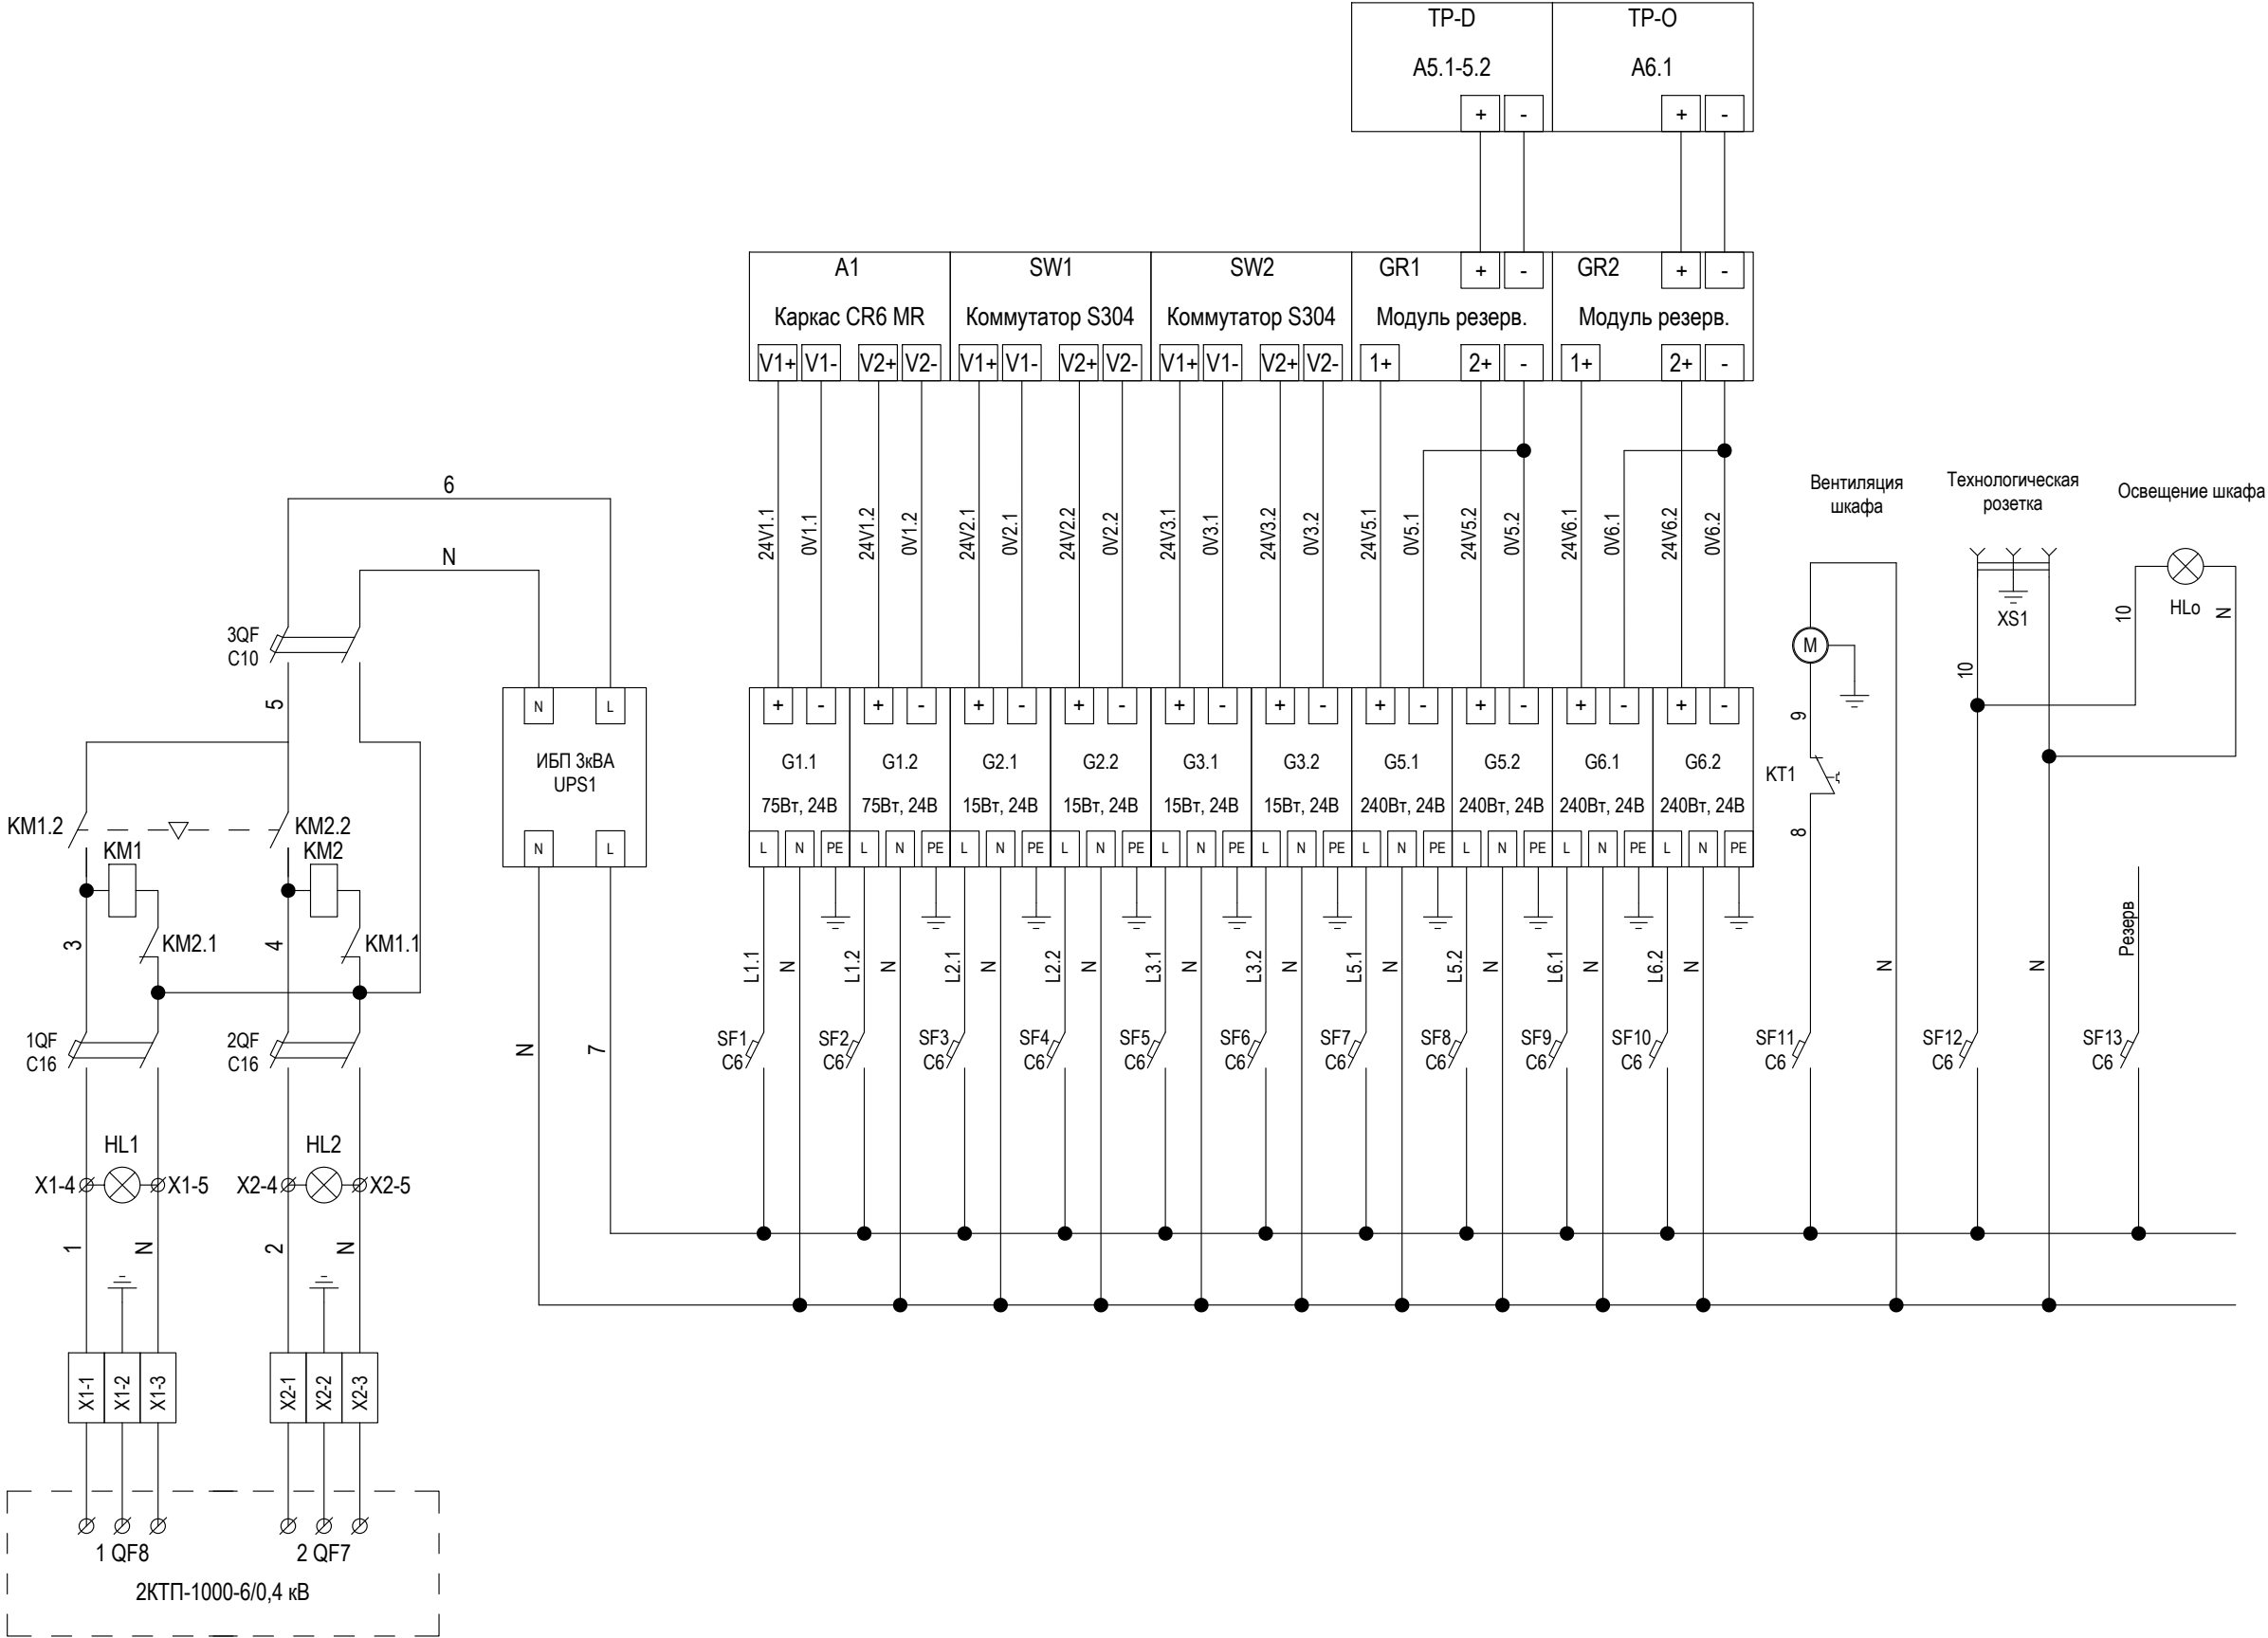 TP-D
TP-O
A5.1-5.2
A6.1
+
-
+
-
A1
SW1
SW2
GR1
+
-
GR2
+
-
Каркас CR6 MR
Коммутатор S304
Коммутатор S304
Модуль резерв.
Модуль резерв.
V1+
V1-
V2+
V2-
V1+
V1-
V2+
V2-
V1+
V1-
V2+
V2-
1+
2+
-
1+
2+
-
24V1.1
0V1.1
24V1.2
0V1.2
24V2.1
0V2.1
24V2.2
0V2.2
24V3.1
0V3.1
24V3.2
0V3.2
24V5.1
0V5.1
24V5.2
0V5.2
24V6.1
0V6.1
24V6.2
0V6.2
Вентиляция
шкафа
Технологическая
розетка
Освещение шкафа
6
N
3QF
C10
5
N
L
ИБП 3кВА
UPS1
N
L
+
-
+
-
+
-
+
-
+
-
+
-
+
-
+
-
+
-
+
-
G1.1
G1.2
G2.1
G2.2
G3.1
G3.2
G5.1
G5.2
G6.1
G6.2
75Вт, 24В
75Вт, 24В
15Вт, 24В
15Вт, 24В
15Вт, 24В
15Вт, 24В
240Вт, 24В
240Вт, 24В
240Вт, 24В
240Вт, 24В
L
N
PE
L
N
PE
L
N
PE
L
N
PE
L
N
PE
L
N
PE
L
N
PE
L
N
PE
L
N
PE
L
N
PE
M
9
KT1
8
XS1
10
10
HLo
N
KM1.2
KM2.2
KM1
KM2
3
KM2.1
4
KM1.1
L1.1
N
L1.2
N
L2.1
N
L2.2
N
L3.1
N
L3.2
N
L5.1
N
L5.2
N
L6.1
N
L6.2
N
N
N
Резерв
1QF
C16
2QF
C16
N
7
SF1
C6
SF2
C6
SF3
C6
SF4
C6
SF5
C6
SF6
C6
SF7
C6
SF8
C6
SF9
C6
SF10
C6
SF11
C6
SF12
C6
SF13
C6
HL1
HL2
X1-4
X1-5
X2-4
X2-5
1
N
2
N
X1-1
X1-2
X1-3
X2-1
X2-2
X2-3
1 QF8
2 QF7
2КТП-1000-6/0,4 кВ